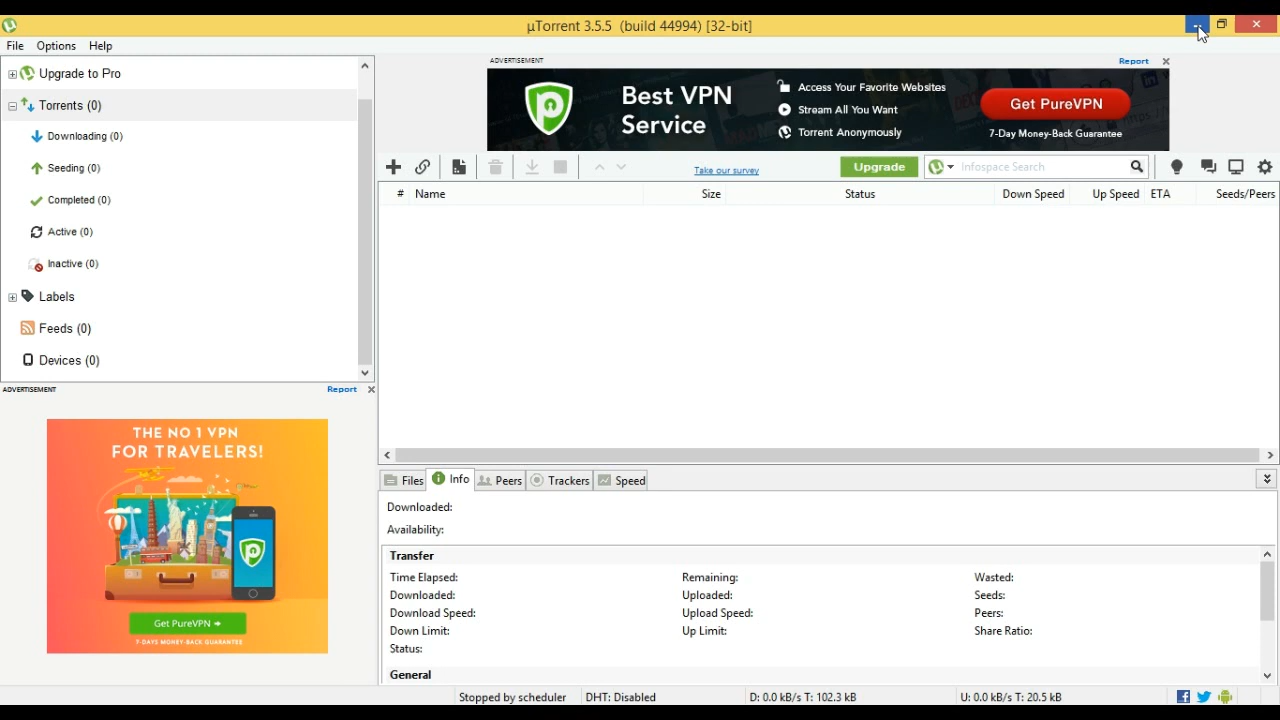 µTorrent 3.5.5 (build 44994) [32-bit]
File Options Help
Upgrade to Pro
Torrents (0)
Downloading (0)
Seeding (0)
Completed (0)
Active (0)
Inactive (0)
Labels
Feeds (0)
Devices (0)
ADVERTISEMENT Report
THE NO 1 VPN
FOR TRAVELERS!
Get PureVPN
7-DAYS MONEY-BACK GUARANTEE
ADVERTISEMENT Report
Best VPN
Service
Access Your Favorite Websites
Stream All You Want
Torrent Anonymously
Get PureVPN
7-Day Money-Back Guarantee
Take our survey Upgrade Infospace Search
# Name Size Status Down Speed Up Speed ETA Seeds/Peers
Files Info Peers Trackers Speed
Downloaded:
Availability:
Transfer
Time Elapsed: Remaining: Wasted:
Downloaded: Uploaded: Seeds:
Download Speed: Upload Speed: Peers:
Down Limit: Up Limit: Share Ratio:
Status:
General
Stopped by scheduler DHT: Disabled D: 0.0 kB/s T: 102.3 kB U: 0.0 kB/s T: 20.5 kB